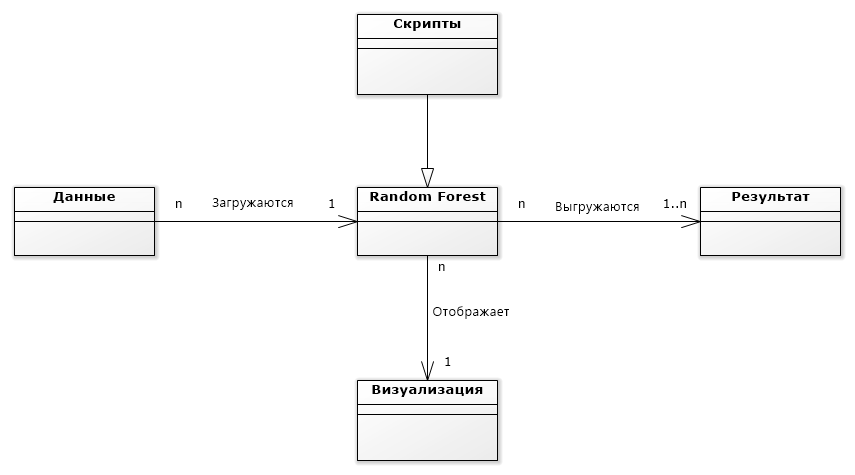 Скрипты
Данные
n
Загружаются
1
Random Forest
n
Выгружаются
1..n
Результат
n
Отображает
1
Визуализация